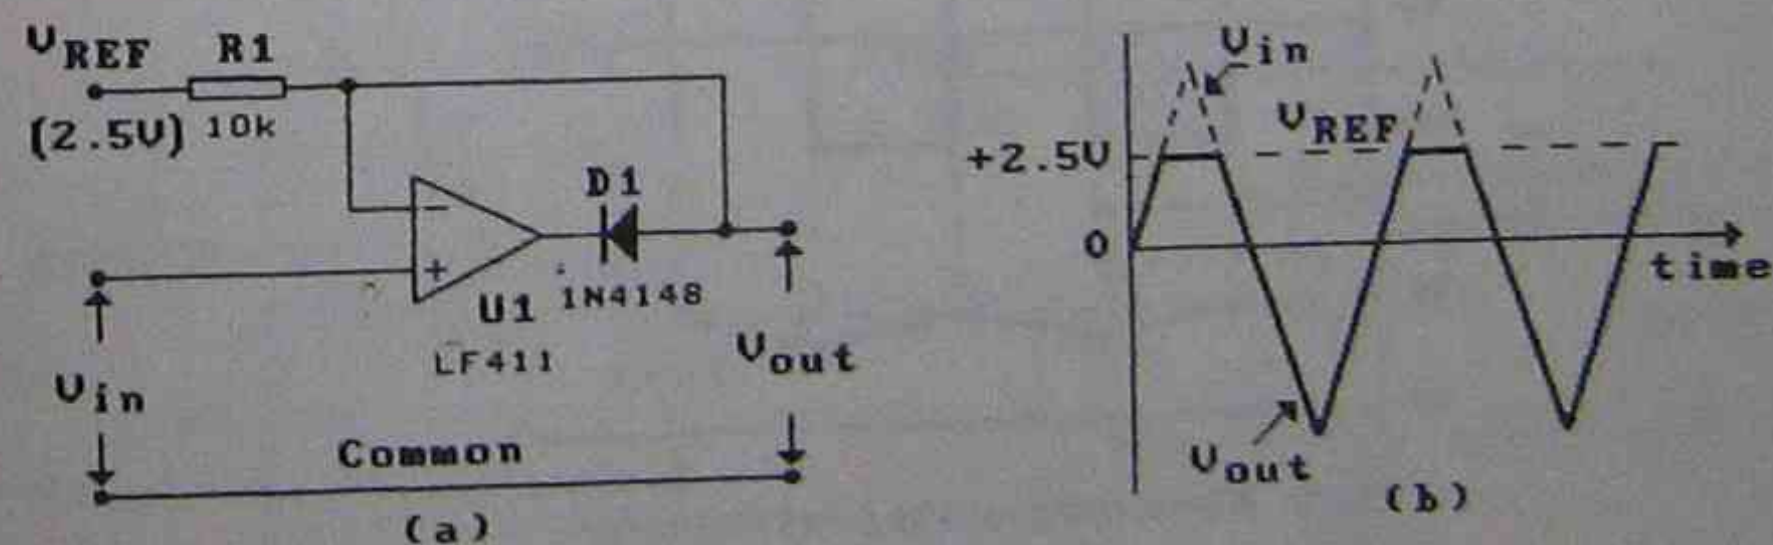 VREF R1
(2.5V) 10k
D1
−
+
U1 1N4148
LF411
Vin
Vout
Common
(a)
Vin
VREF
+2.5V
0
time
Vout
(b)